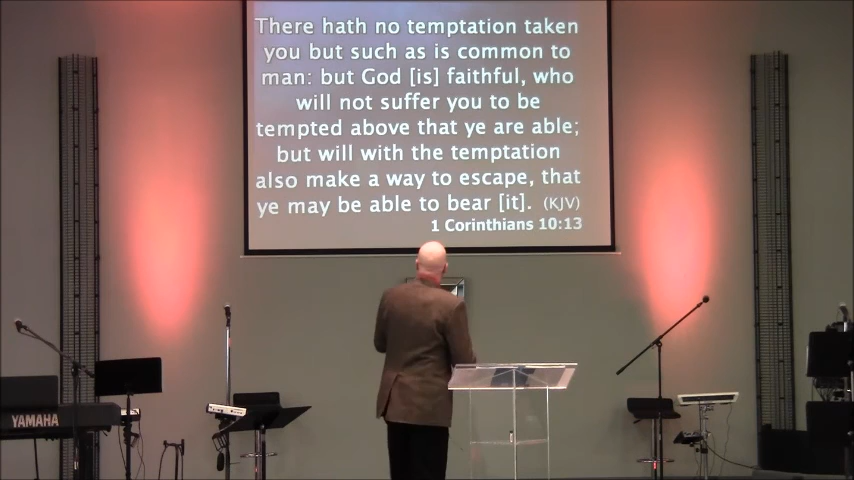 There hath no temptation taken
you but such as is common to
man: but God [is] faithful, who
will not suffer you to be
tempted above that ye are able;
but will with the temptation
also make a way to escape, that
ye may be able to bear [it]. (KJV)
1 Corinthians 10:13
YAMAHA